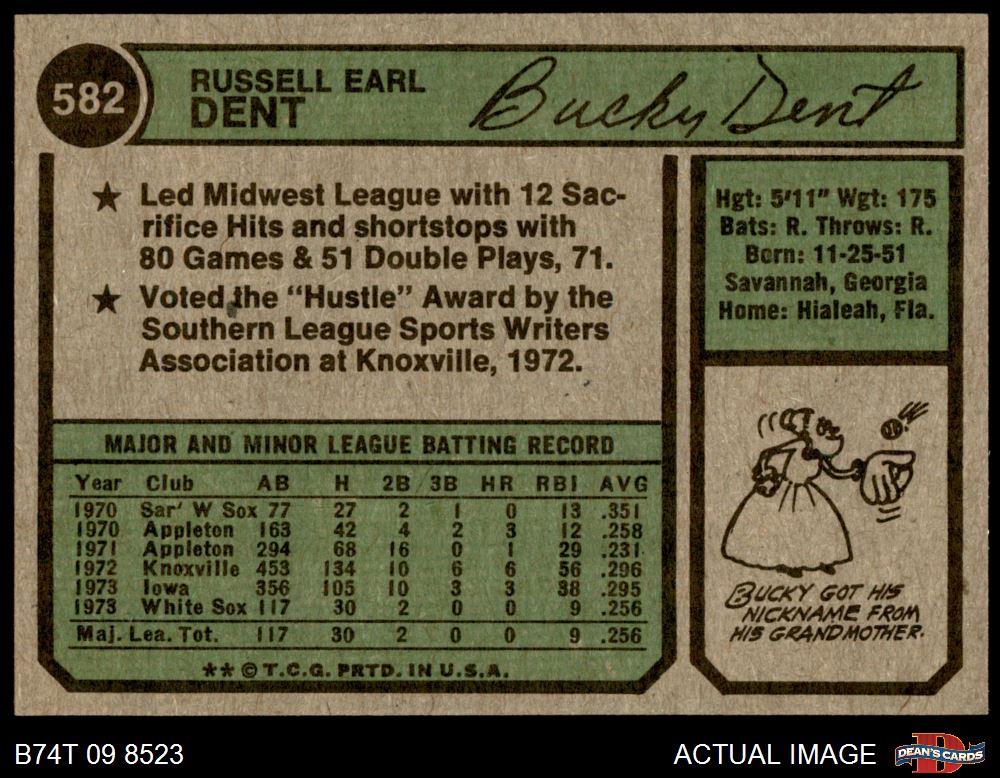 582
RUSSELL EARL
DENT
Bucky Dent
★ Led Midwest League with 12 Sac-
rifice Hits and shortstops with
80 Games & 51 Double Plays, 71.
★ Voted the "Hustle" Award by the
Southern League Sports Writers
Association at Knoxville, 1972.
Hgt: 5'11" Wgt: 175
Bats: R. Throws: R.
Born: 11-25-51
Savannah, Georgia
Home: Hialeah, Fla.
MAJOR AND MINOR LEAGUE BATTING RECORD
Year Club AB H 2B 3B HR RBI AVG
1970 Sar' W Sox 77 27 2 1 0 13 .351
1970 Appleton 163 42 4 2 3 12 .258
1971 Appleton 294 68 16 0 1 29 .231
1972 Knoxville 453 134 10 6 6 56 .296
1973 Iowa 356 105 10 3 3 38 .295
1973 White Sox 117 30 2 0 0 9 .256
Maj. Lea. Tot. 117 30 2 0 0 9 .256
** © T.C.G. PRTD. IN U.S.A.
BUCKY GOT HIS
NICKNAME FROM
HIS GRANDMOTHER.
B74T 09 8523
ACTUAL IMAGE
D
DEAN'S CARDS